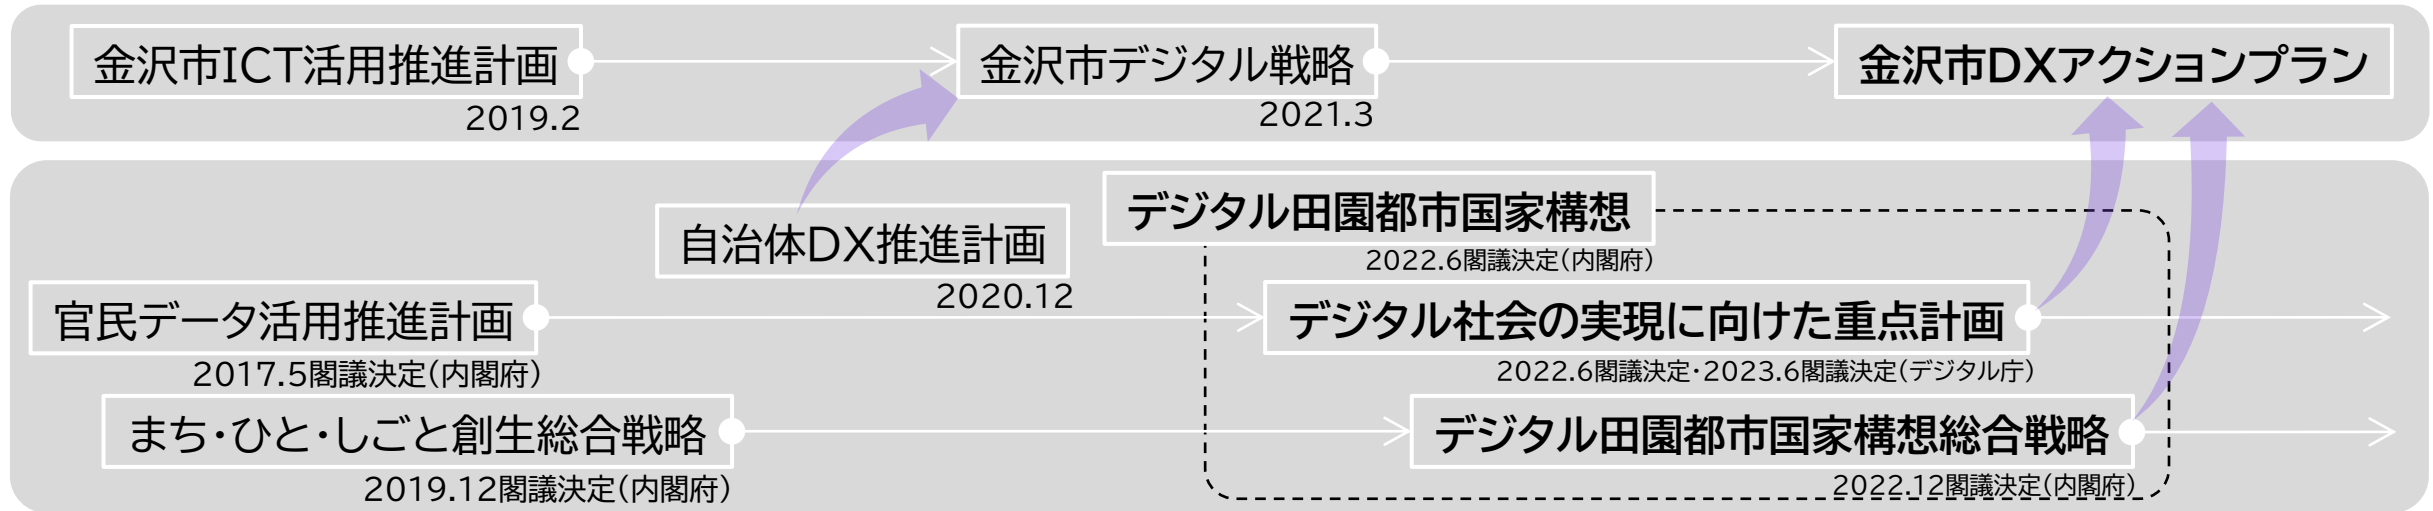 金沢市ICT活用推進計画
2019.2
金沢市デジタル戦略
2021.3
金沢市DXアクションプラン
自治体DX推進計画
2020.12
デジタル田園都市国家構想
2022.6閣議決定(内閣府)
官民データ活用推進計画
2017.5閣議決定(内閣府)
デジタル社会の実現に向けた重点計画
2022.6閣議決定・2023.6閣議決定(デジタル庁)
まち・ひと・しごと創生総合戦略
2019.12閣議決定(内閣府)
デジタル田園都市国家構想総合戦略
2022.12閣議決定(内閣府)